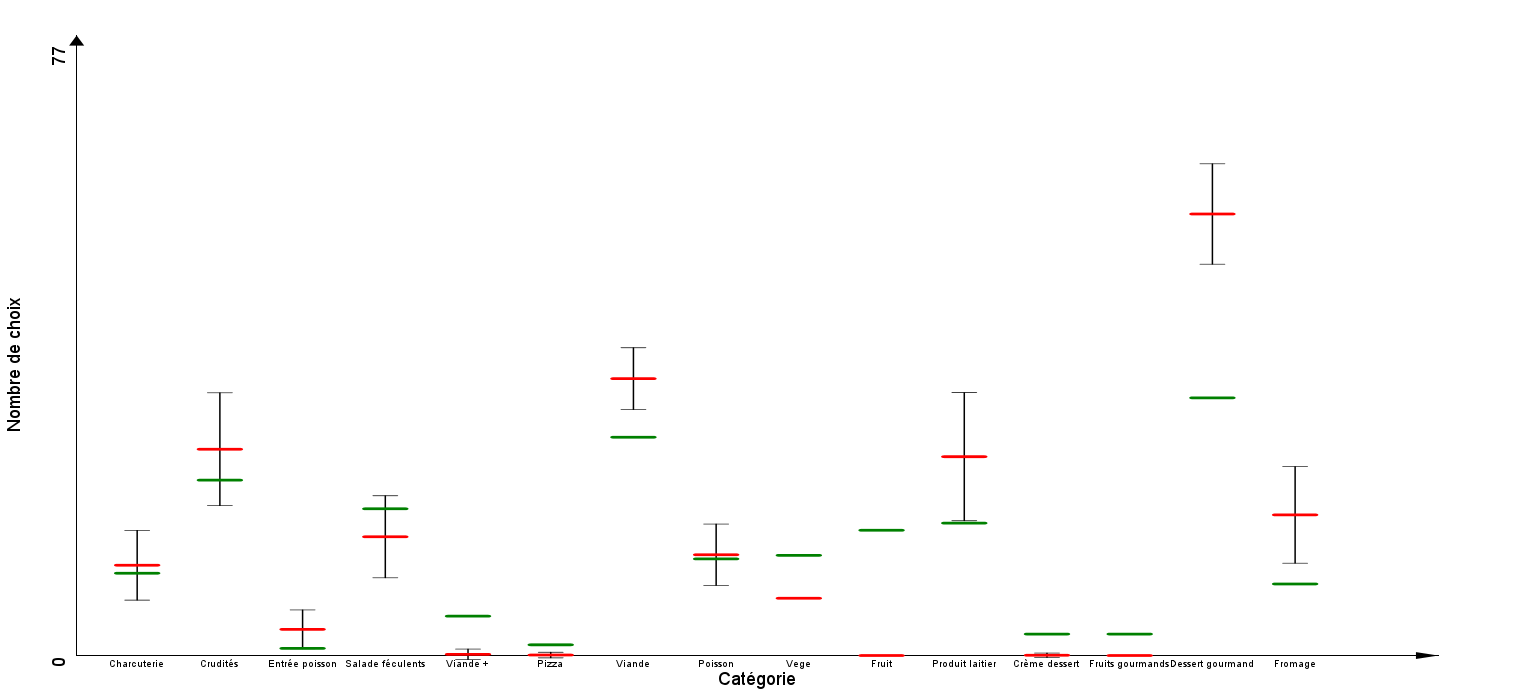 77
Nombre de choix
0
Charcuterie Crudités Entrée poisson Salade féculents Viande + Pizza Viande Poisson Vege Fruit Produit laitier Crème dessert Fruits gourmands Dessert gourmand Fromage
Catégorie